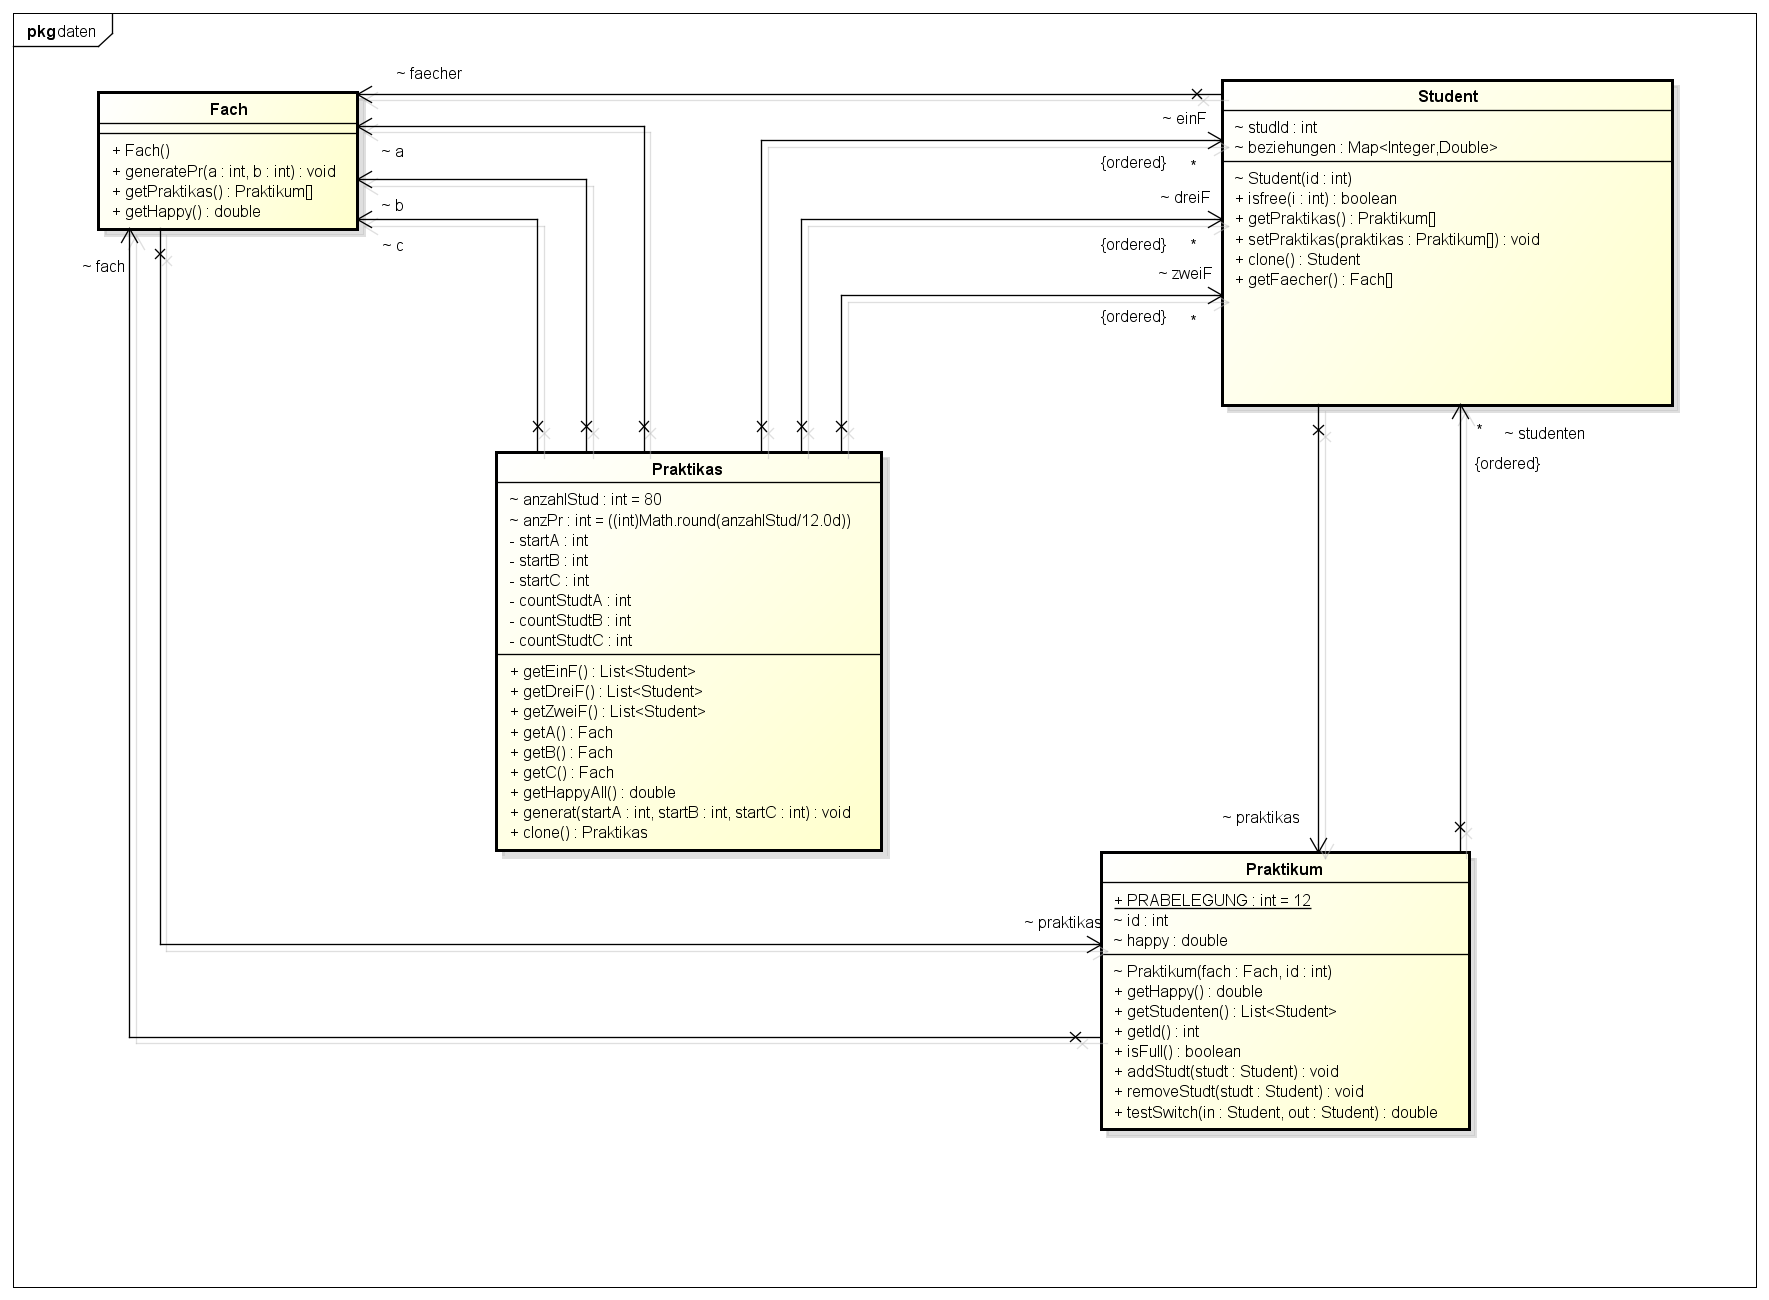 pkg daten
~ faecher
Fach
+ Fach()
+ generatePr(a : int, b : int) : void
+ getPraktikas() : Praktikum[]
+ getHappy() : double
~ a
~ b
~ c
~ fach
~ einF
{ordered} *
~ dreiF
{ordered} *
~ zweiF
{ordered} *
Student
~ studId : int
~ beziehungen : Map<Integer,Double>
~ Student(id : int)
+ isfree(i : int) : boolean
+ getPraktikas() : Praktikum[]
+ setPraktikas(praktikas : Praktikum[]) : void
+ clone() : Student
+ getFaecher() : Fach[]
* ~ studenten
{ordered}
Praktikas
~ anzahlStud : int = 80
~ anzPr : int = ((int)Math.round(anzahlStud/12.0d))
- startA : int
- startB : int
- startC : int
- countStudtA : int
- countStudtB : int
- countStudtC : int
+ getEinF() : List<Student>
+ getDreiF() : List<Student>
+ getZweiF() : List<Student>
+ getA() : Fach
+ getB() : Fach
+ getC() : Fach
+ getHappyAll() : double
+ generat(startA : int, startB : int, startC : int) : void
+ clone() : Praktikas
~ praktikas
~ praktikas
Praktikum
+ PRABELEGUNG : int = 12
~ id : int
~ happy : double
~ Praktikum(fach : Fach, id : int)
+ getHappy() : double
+ getStudenten() : List<Student>
+ getId() : int
+ isFull() : boolean
+ addStudt(studt : Student) : void
+ removeStudt(studt : Student) : void
+ testSwitch(in : Student, out : Student) : double